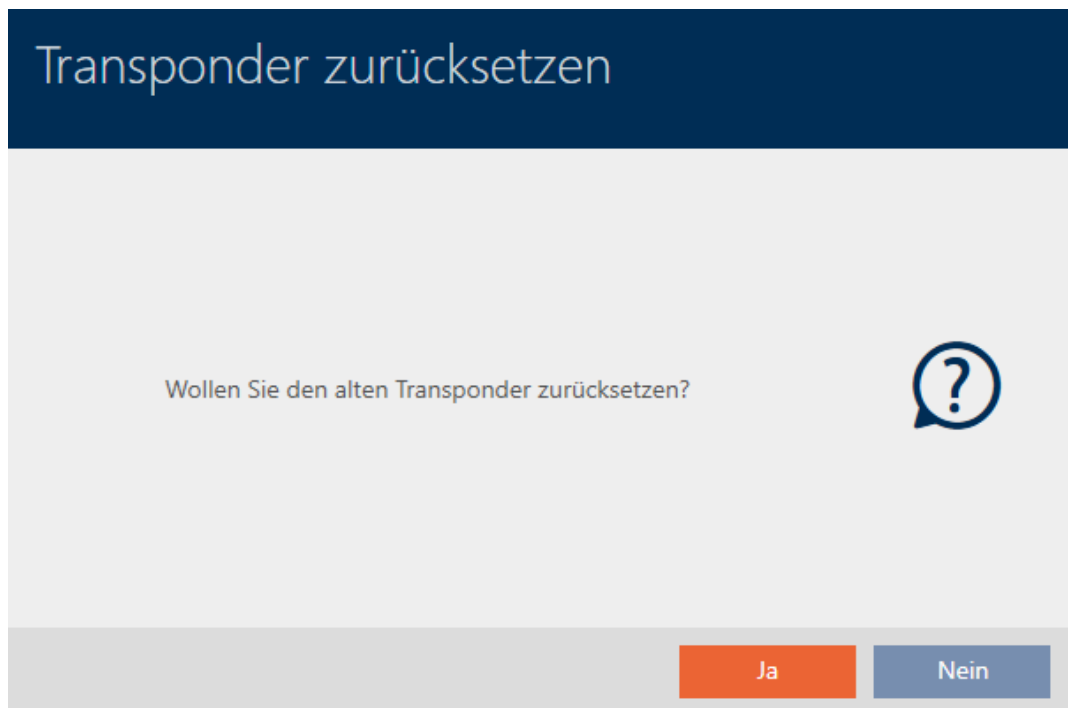 Transponder zurücksetzen
Wollen Sie den alten Transponder zurücksetzen?
?
Ja
Nein